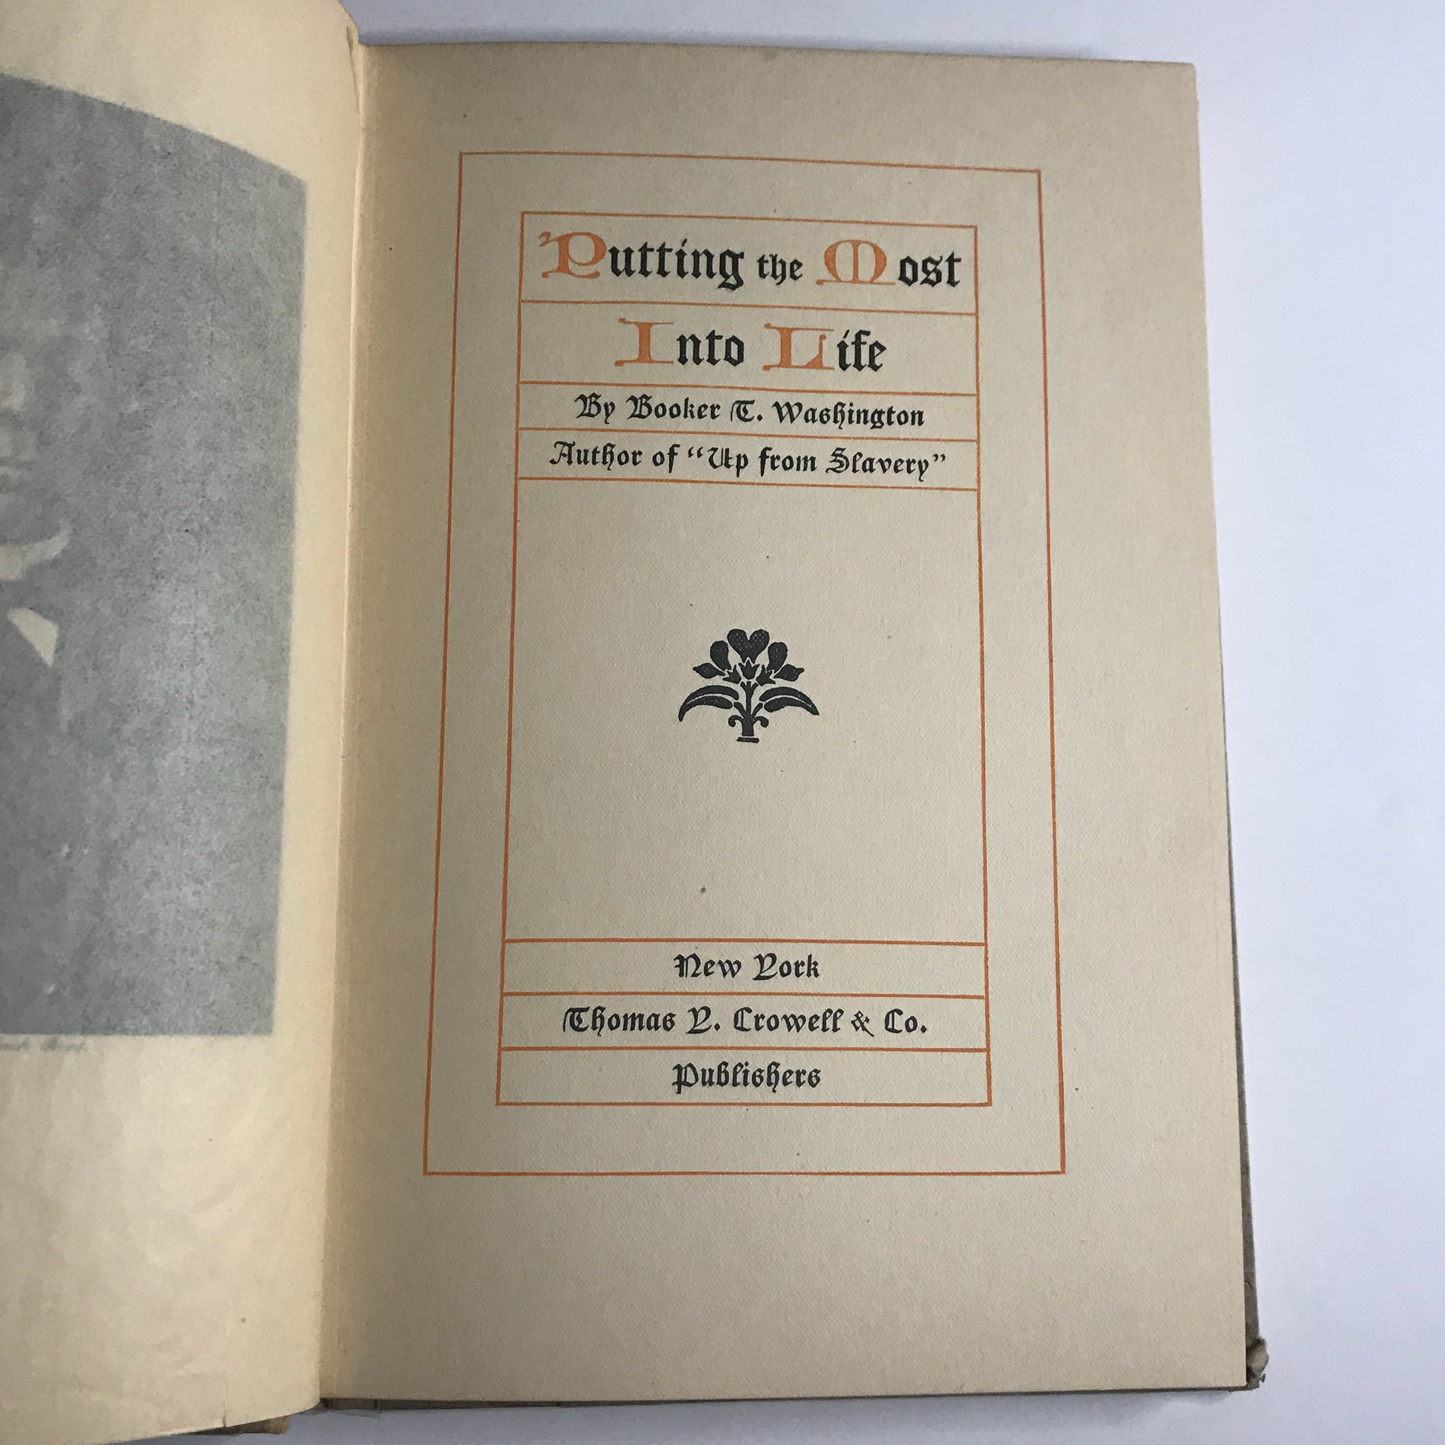 Putting the Most
Into Life
By Booker T. Washington
Author of “Up from Slavery”
New York
Thomas Y. Crowell & Co.
Publishers